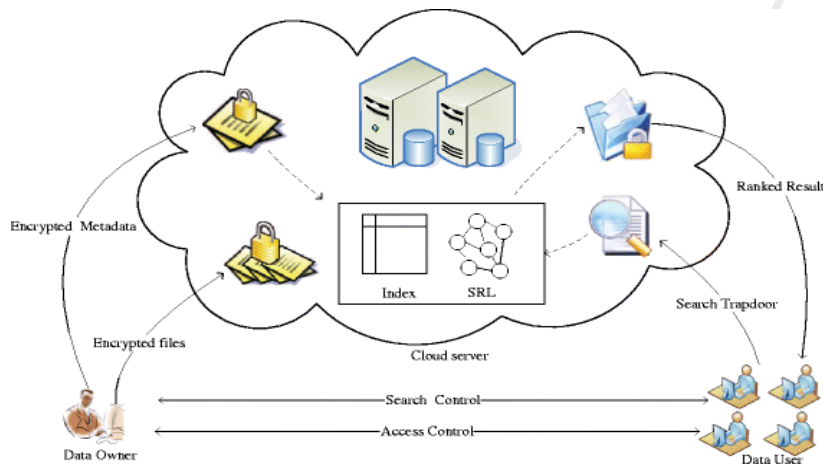 Ranked Result
Encrypted Metadata
Index
SRL
Search Trapdoor
Encrypted files
Cloud server
Search Control
Access Control
Data Owner
Data User